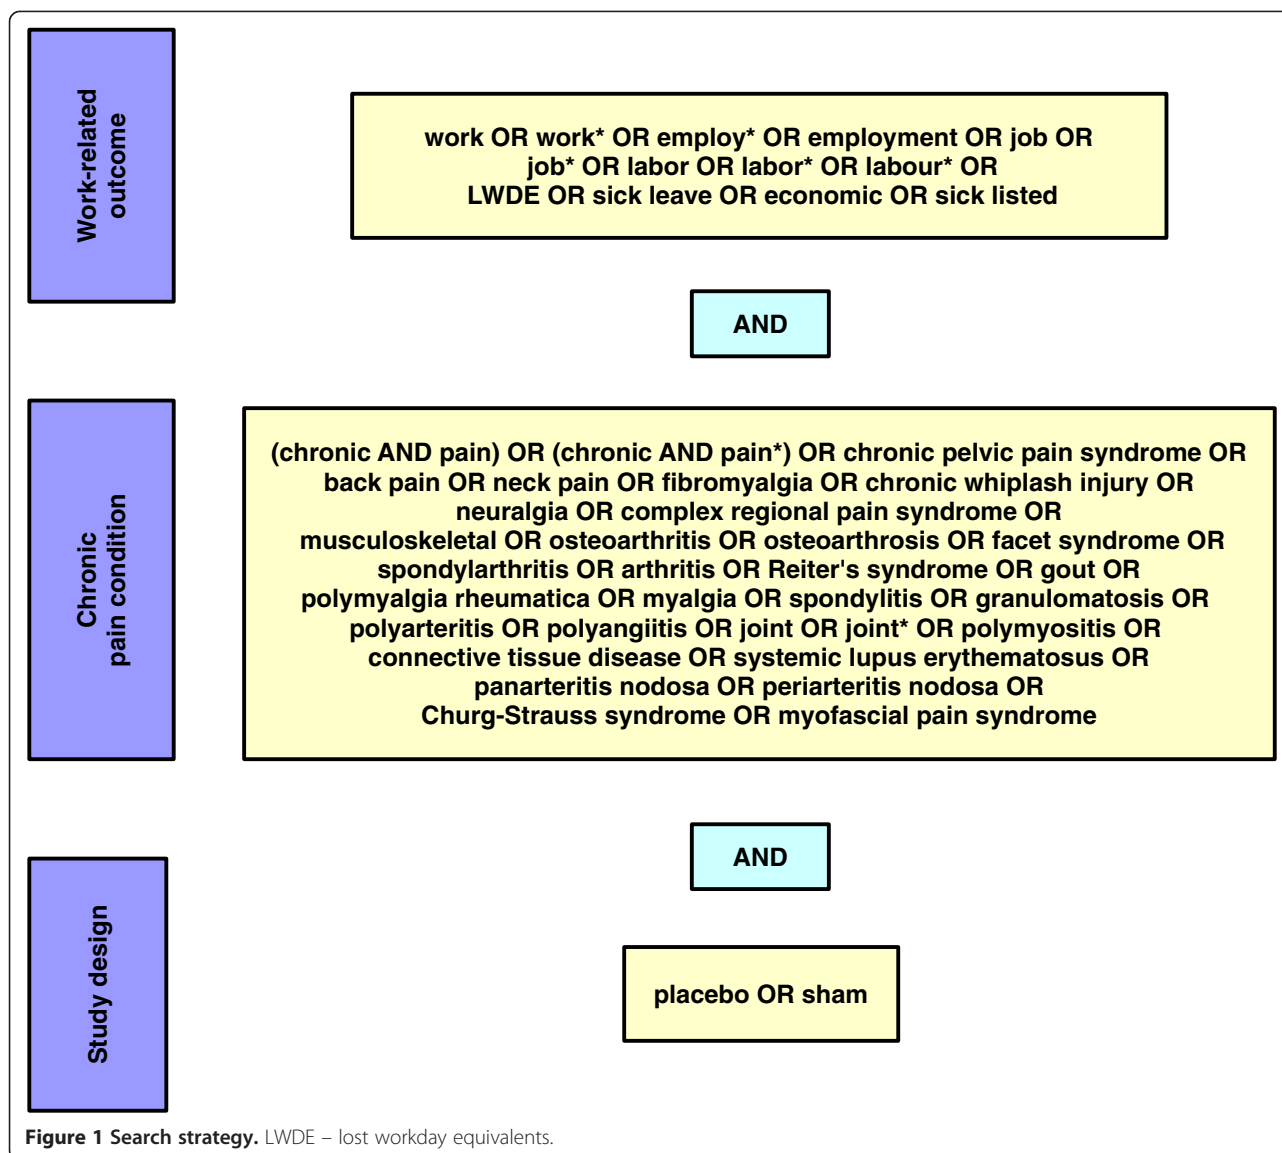 Work-related
outcome
work OR work* OR employ* OR employment OR job OR
job* OR labor OR labor* OR labour* OR
LWDE OR sick leave OR economic OR sick listed
AND
Chronic
pain condition
(chronic AND pain) OR (chronic AND pain*) OR chronic pelvic pain syndrome OR
back pain OR neck pain OR fibromyalgia OR chronic whiplash injury OR
neuralgia OR complex regional pain syndrome OR
musculoskeletal OR osteoarthritis OR osteoarthrosis OR facet syndrome OR
spondylarthritis OR arthritis OR Reiter's syndrome OR gout OR
polymyalgia rheumatica OR myalgia OR spondylitis OR granulomatosis OR
polyarteritis OR polyangiitis OR joint OR joint* OR polymyositis OR
connective tissue disease OR systemic lupus erythematosus OR
panarteritis nodosa OR periarteritis nodosa OR
Churg-Strauss syndrome OR myofascial pain syndrome
AND
Study design
placebo OR sham
Figure 1 Search strategy. LWDE – lost workday equivalents.